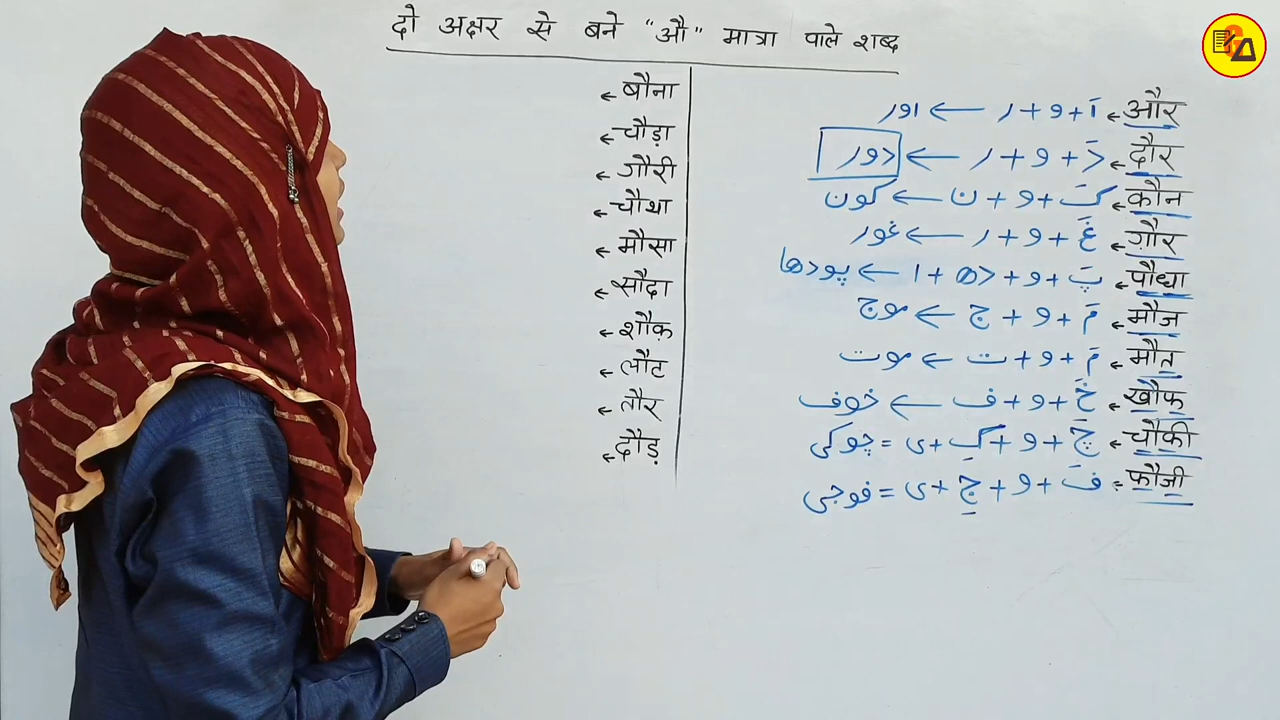 दो अक्षर से बने "औ" मात्रा वाले शब्द
और ← اَ + و + ر ← اور
दौर ← دَ + و + ر ← دور
कौन ← کَ + و + ن ← کون
ग़ौर ← غَ + و + ر ← غور
पौधा ← پَ + و + دھ + ا ← پودھا
मौज ← مَ + و + ج ← موج
मौत ← مَ + و + ت ← موت
ख़ौफ़ ← خَ + و + ف ← خوف
चौकी ← چَ + و + کِ + ی = چوکی
फ़ौजी = فَ + و + جِ + ی = فوجی
बौना ←
चौड़ा ←
गौरी ←
चौथा ←
मौसा ←
सौदा ←
शौक़ ←
लौट ←
तौर ←
दौड़ ←